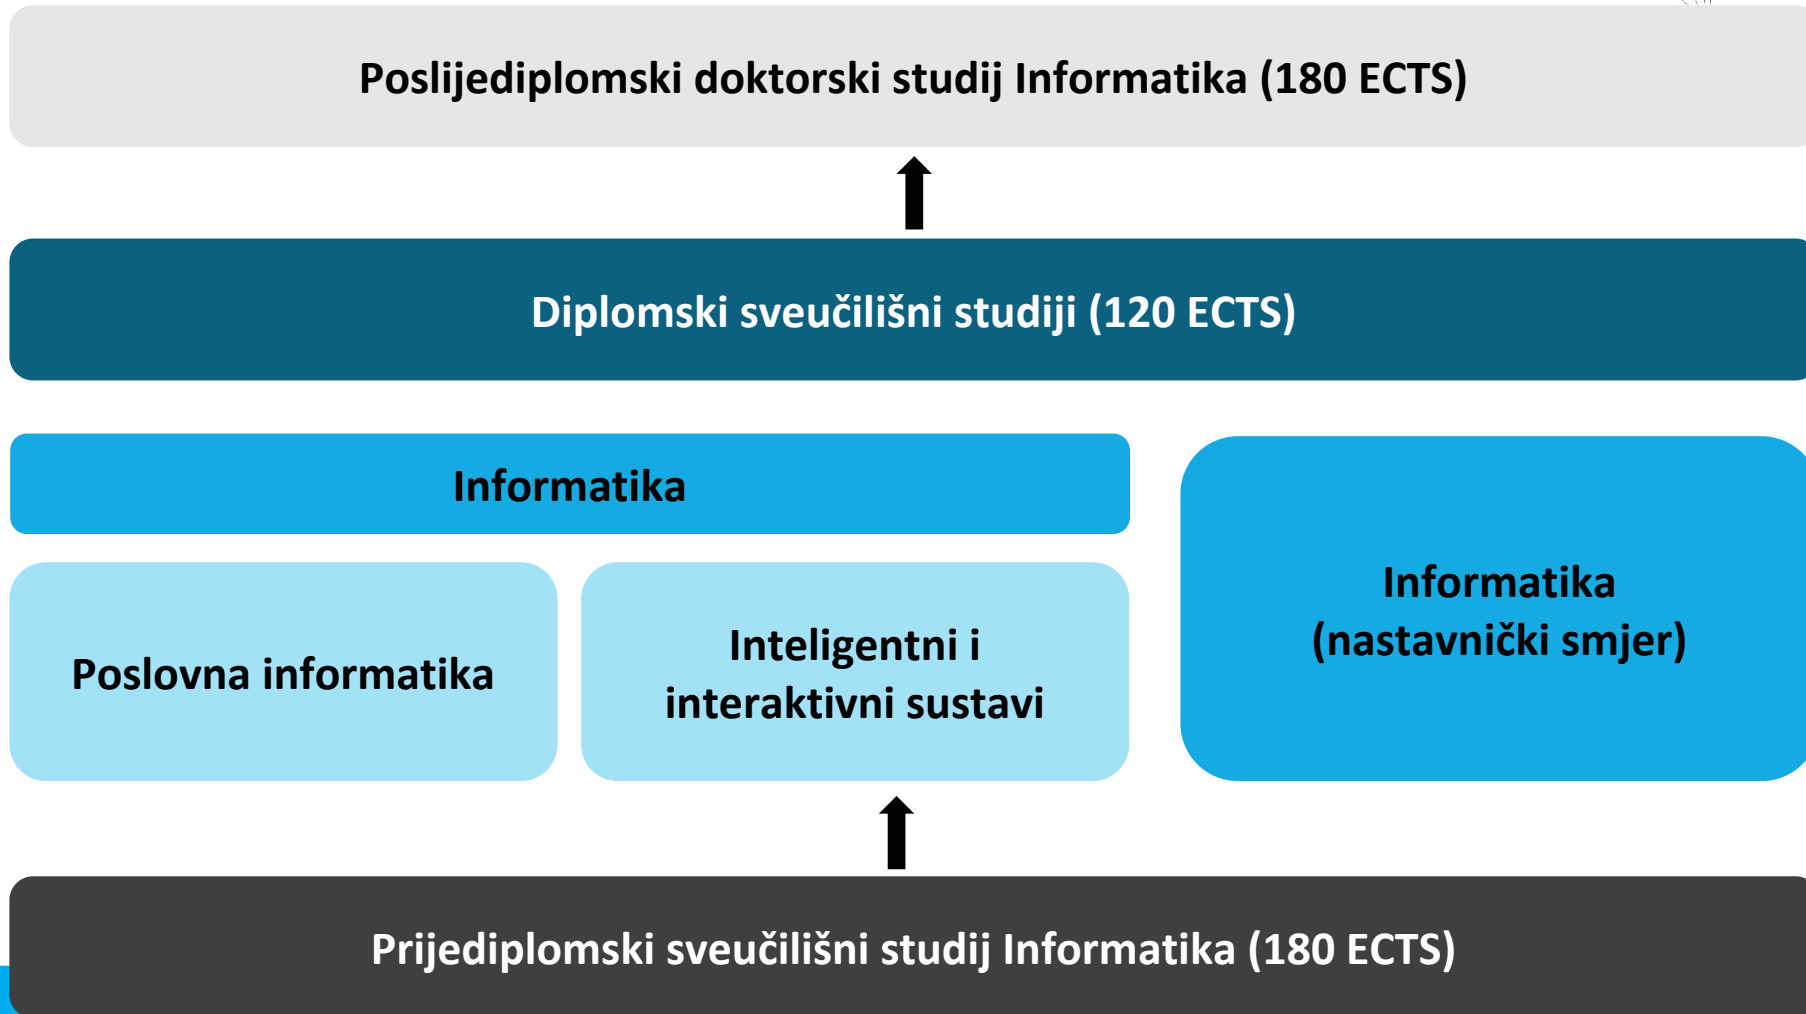 Poslijediplomski doktorski studij Informatika (180 ECTS)
Diplomski sveučilišni studiji (120 ECTS)
Informatika
Poslovna informatika
Inteligentni i
interaktivni sustavi
Informatika
(nastavnički smjer)
Prijediplomski sveučilišni studij Informatika (180 ECTS)